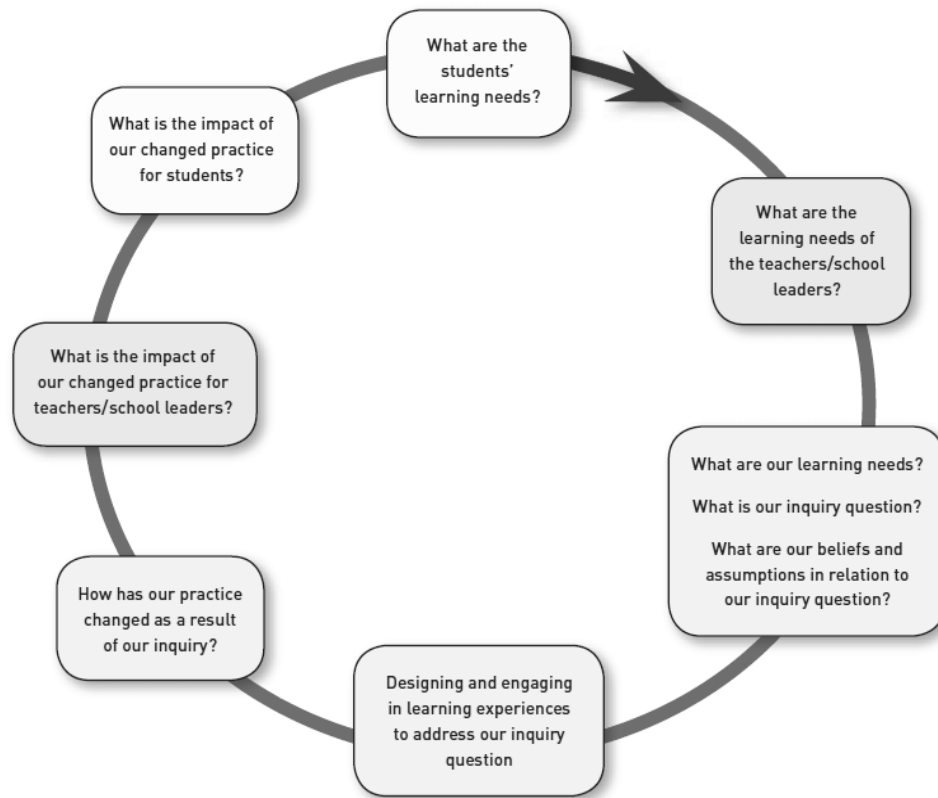 What are the
students’
learning needs?
What are the
learning needs of
the teachers/school
leaders?
What are our learning needs?
What is our inquiry question?
What are our beliefs and
assumptions in relation to
our inquiry question?
Designing and engaging
in learning experiences
to address our inquiry
question
How has our practice
changed as a result
of our inquiry?
What is the impact of
our changed practice for
teachers/school leaders?
What is the impact of
our changed practice
for students?